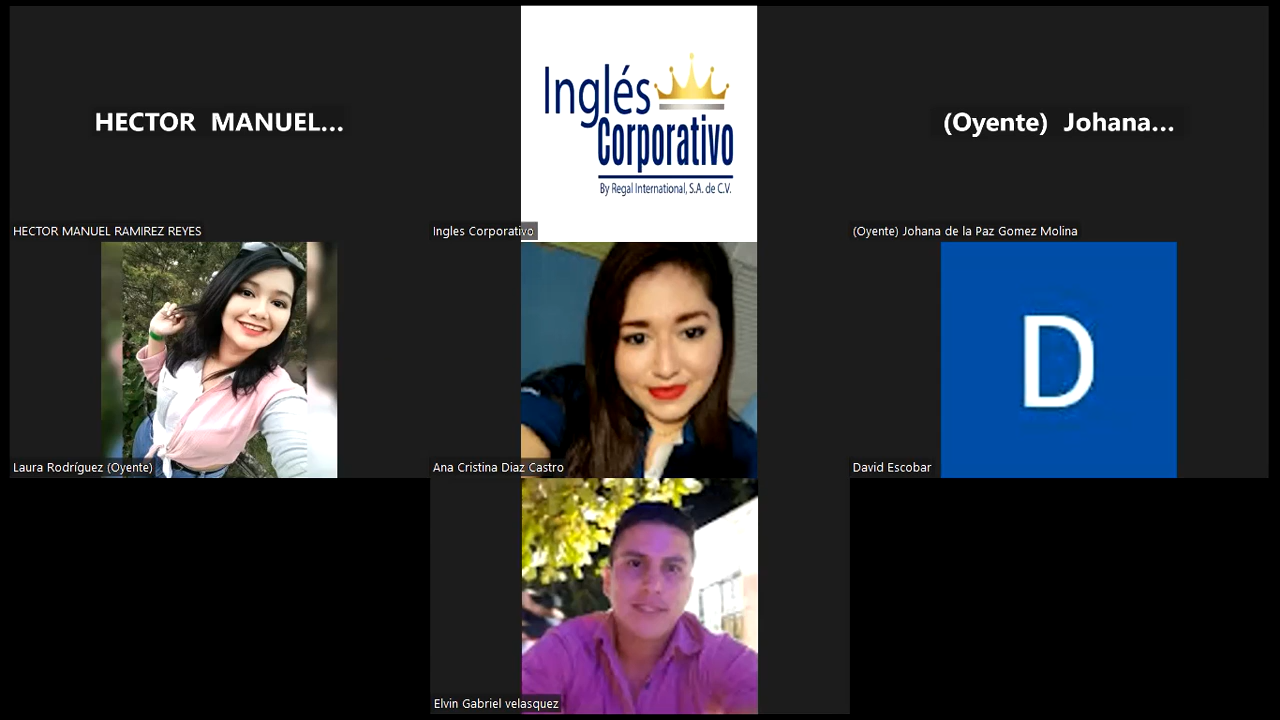 HECTOR MANUEL...
Inglés
Corporativo
By Regal International, S.A. de C.V.
(Oyente) Johana...
HECTOR MANUEL RAMIREZ REYES
Ingles Corporativo
(Oyente) Johana de la Paz Gomez Molina
D
Laura Rodríguez (Oyente)
Ana Cristina Diaz Castro
David Escobar
Elvin Gabriel velasquez